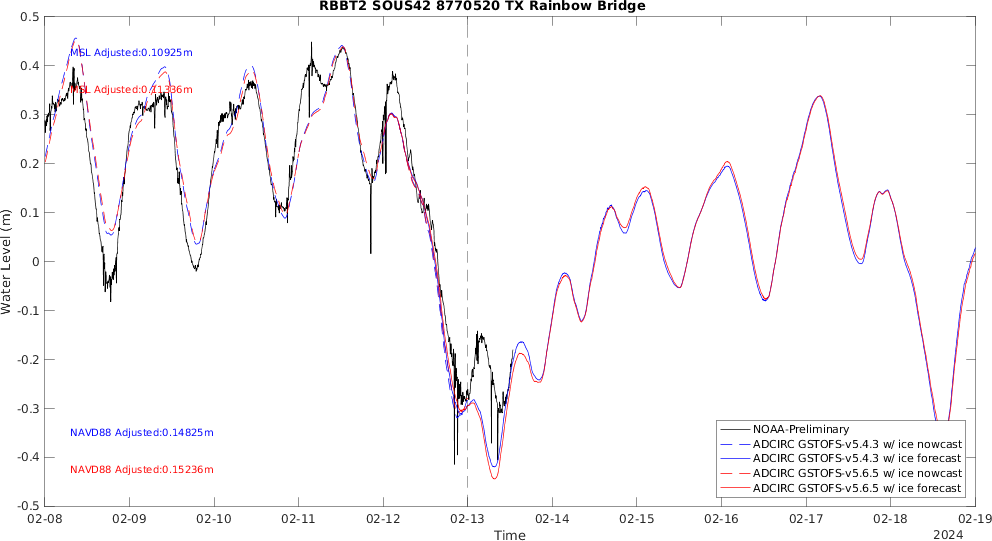 RBBT2 SOUS42 8770520 TX Rainbow Bridge
0.5
0.4
0.3
0.2
0.1
0
-0.1
-0.2
-0.3
-0.4
-0.5
Water Level (m)
MSL Adjusted:0.10925m
MSL Adjusted:0.11336m
NAVD88 Adjusted:0.14825m
NAVD88 Adjusted:0.15236m
NOAA-Preliminary
ADCIRC GSTOFS-v5.4.3 w/ ice nowcast
ADCIRC GSTOFS-v5.4.3 w/ ice forecast
ADCIRC GSTOFS-v5.6.5 w/ ice nowcast
ADCIRC GSTOFS-v5.6.5 w/ ice forecast
02-08 02-09 02-10 02-11 02-12 02-13 02-14 02-15 02-16 02-17 02-18 02-19
Time
2024